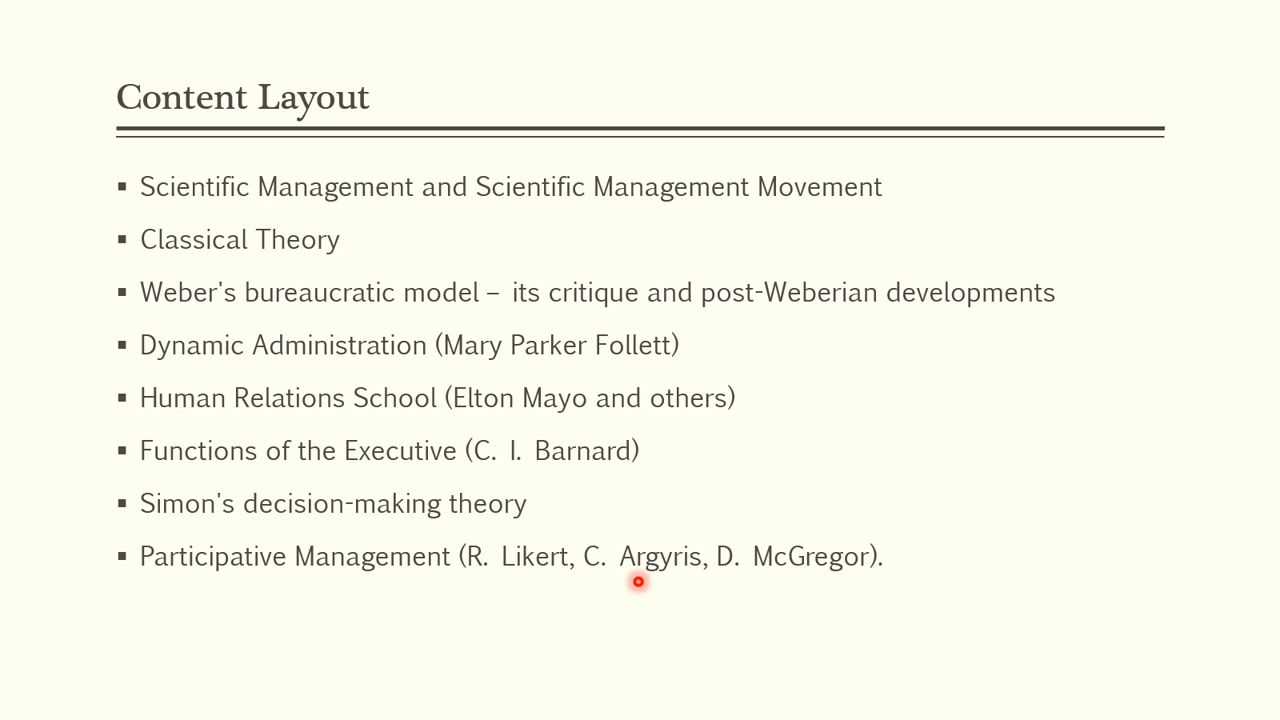 Content Layout
▪ Scientific Management and Scientific Management Movement
▪ Classical Theory
▪ Weber's bureaucratic model – its critique and post-Weberian developments
▪ Dynamic Administration (Mary Parker Follett)
▪ Human Relations School (Elton Mayo and others)
▪ Functions of the Executive (C. I. Barnard)
▪ Simon's decision-making theory
▪ Participative Management (R. Likert, C. Argyris, D. McGregor).